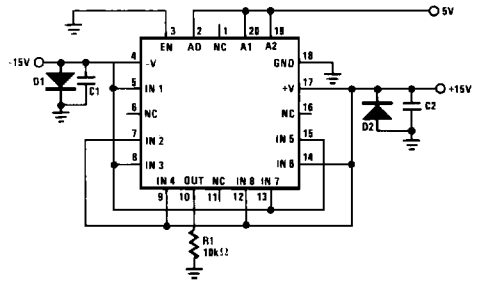 5V
3 2 1 20 19
EN AD NC A1 A2
-15V 4 -V GND 18
D1 C1
5 IN 1 +V 17 +15V
6 NC NC 16
D2 C2
7 IN 2 IN 5 15
8 IN 3 IN 6 14
IN 4 OUT NC IN 8 IN 7
9 10 11 12 13
R1
10kΩ